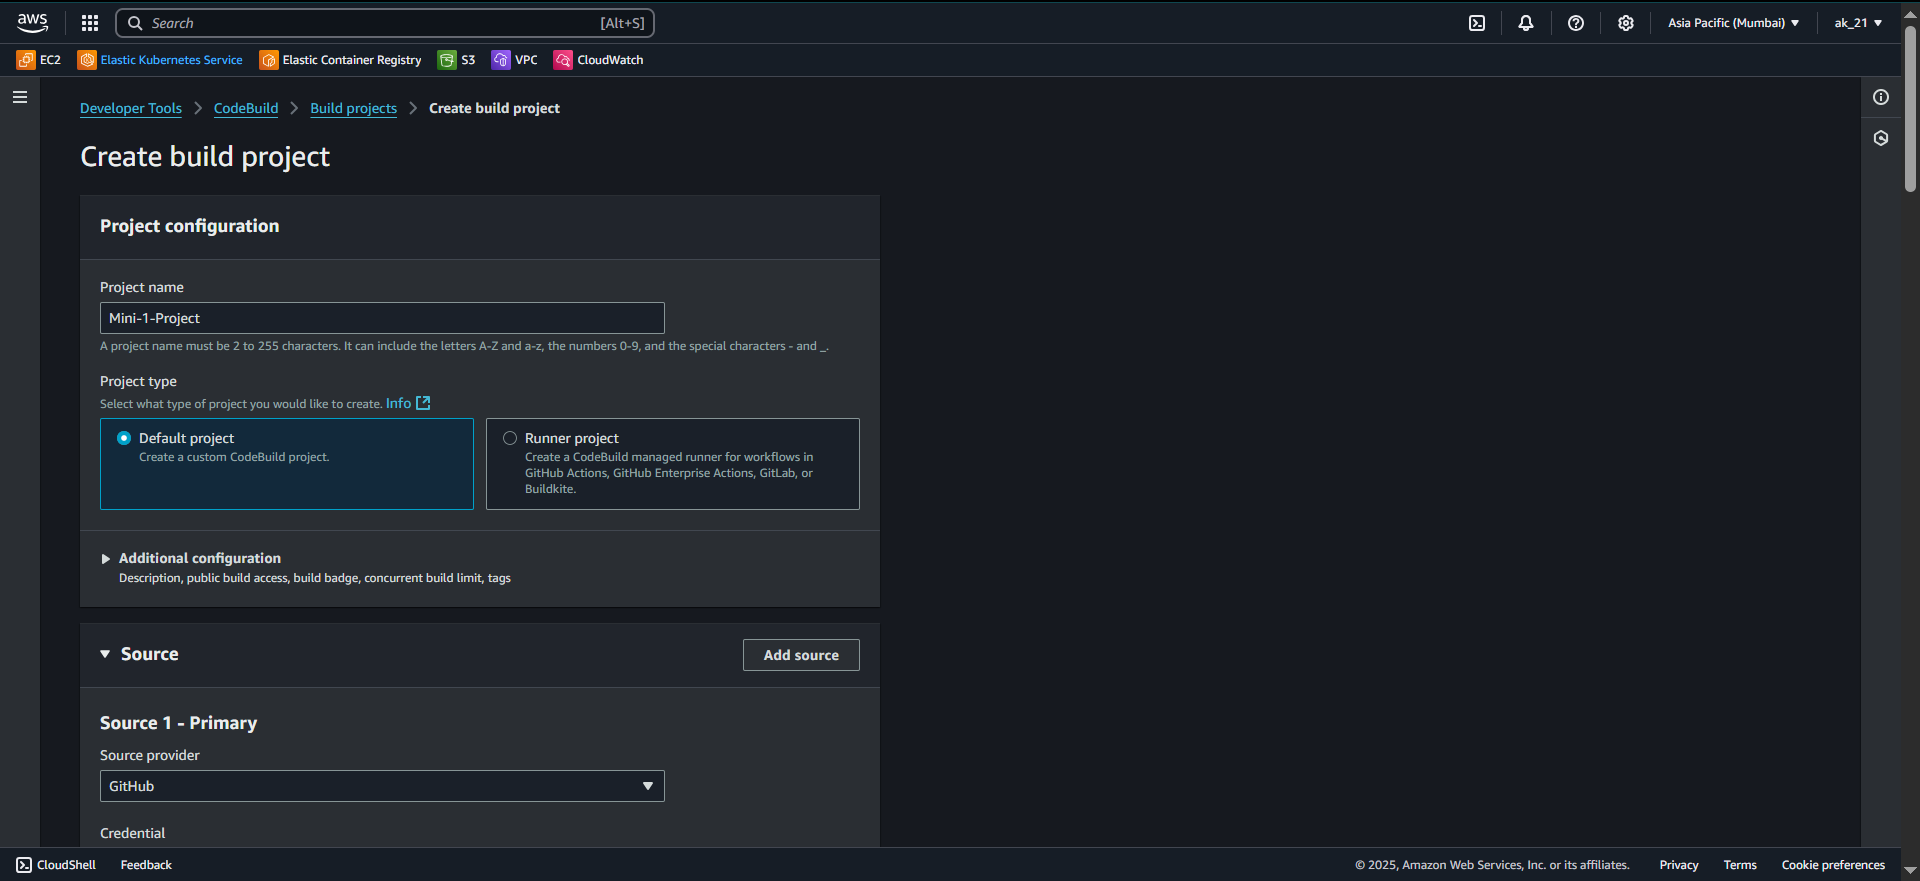 aws
Search [Alt+S]
Asia Pacific (Mumbai) ak_21
EC2 Elastic Kubernetes Service Elastic Container Registry S3 VPC CloudWatch
Developer Tools CodeBuild Build projects Create build project
Create build project
Project configuration
Project name
Mini-1-Project
A project name must be 2 to 255 characters. It can include the letters A-Z and a-z, the numbers 0-9, and the special characters - and _.
Project type
Select what type of project you would like to create. Info
Default project
Create a custom CodeBuild project.
Runner project
Create a CodeBuild managed runner for workflows in
GitHub Actions, GitHub Enterprise Actions, GitLab, or
Buildkite.
Additional configuration
Description, public build access, build badge, concurrent build limit, tags
Source
Add source
Source 1 - Primary
Source provider
GitHub
Credential
CloudShell Feedback © 2025, Amazon Web Services, Inc. or its affiliates. Privacy Terms Cookie preferences